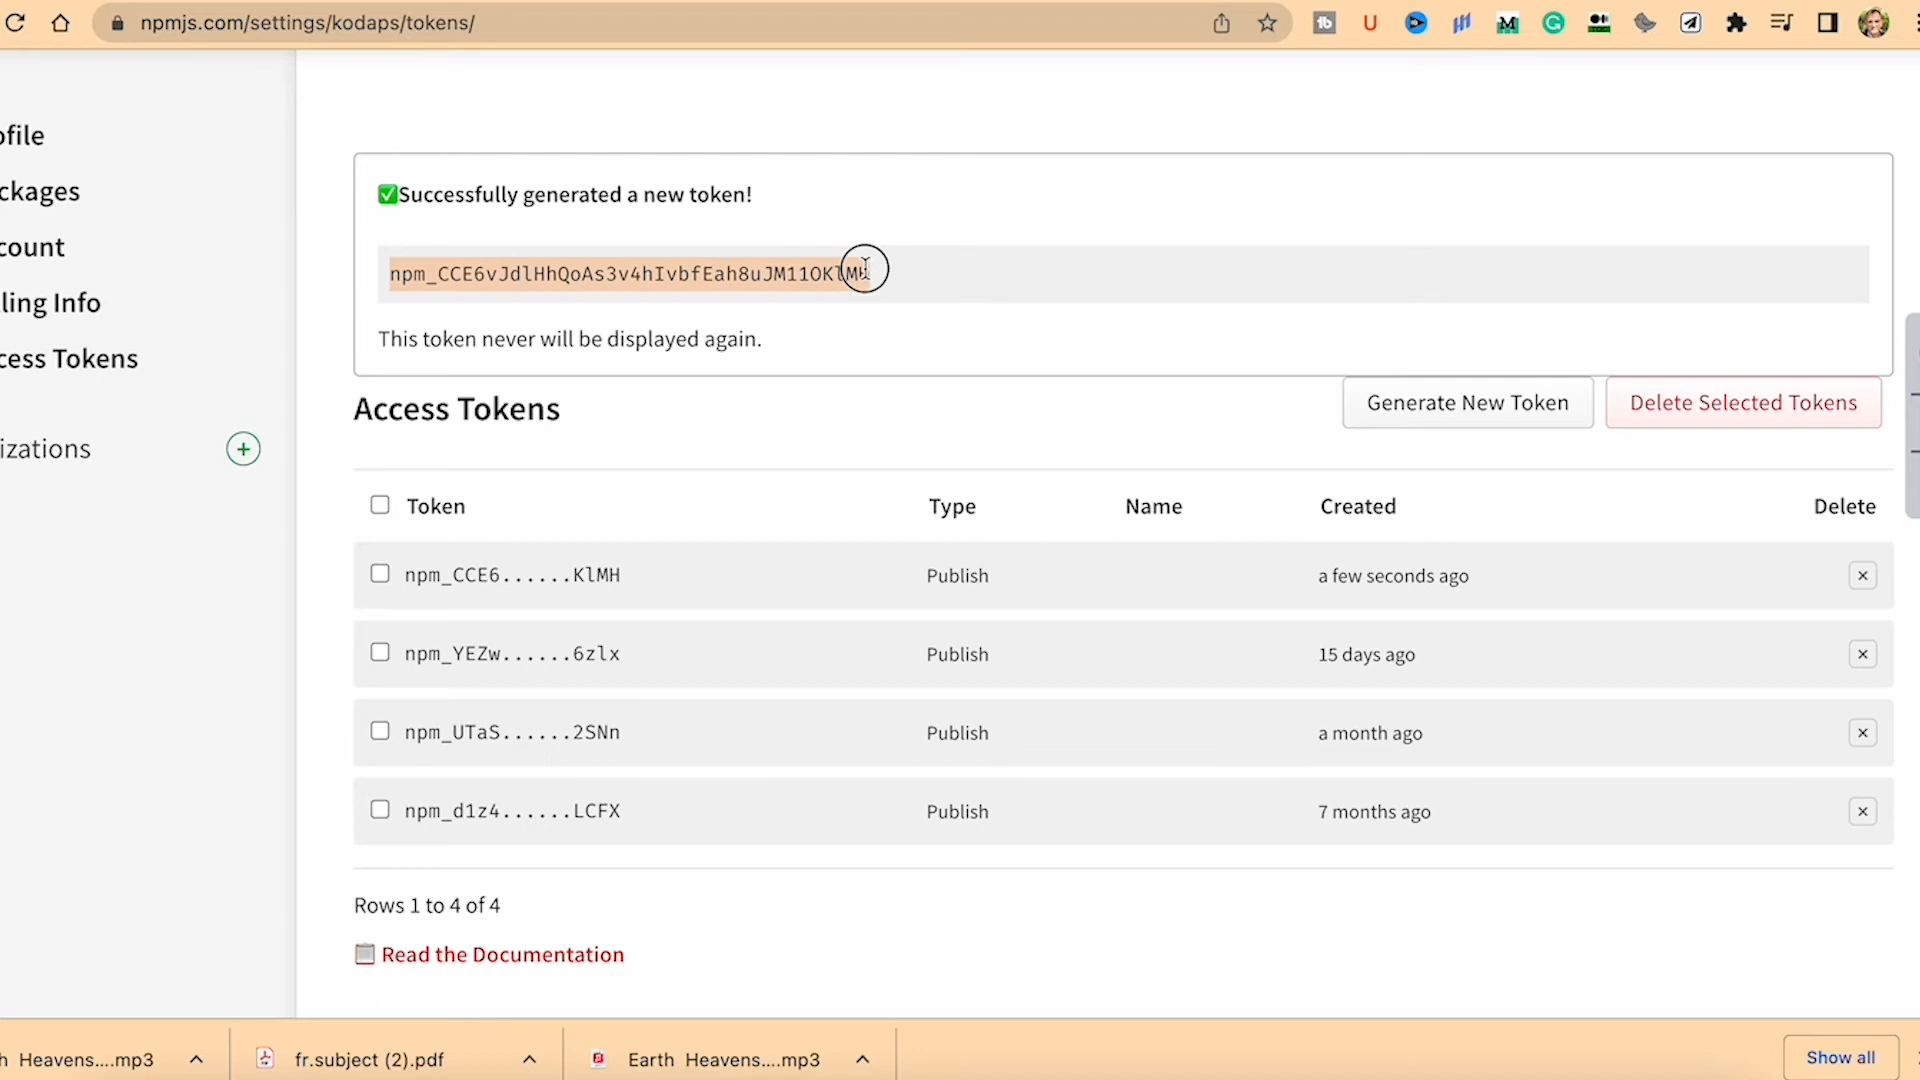 npmjs.com/settings/kodaps/tokens/
ofile
ckages
count
ling Info
cess Tokens
izations
✅Successfully generated a new token!
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
This token never will be displayed again.
Access Tokens
Generate New Token
Delete Selected Tokens
Token Type Name Created Delete
npm_CCE6......KlMH Publish a few seconds ago ×
npm_YEZw......6zlx Publish 15 days ago ×
npm_UTaS......2SNn Publish a month ago ×
npm_d1z4......LCFX Publish 7 months ago ×
Rows 1 to 4 of 4
Read the Documentation
h Heavens....mp3
fr.subject (2).pdf
Earth Heavens....mp3
Show all